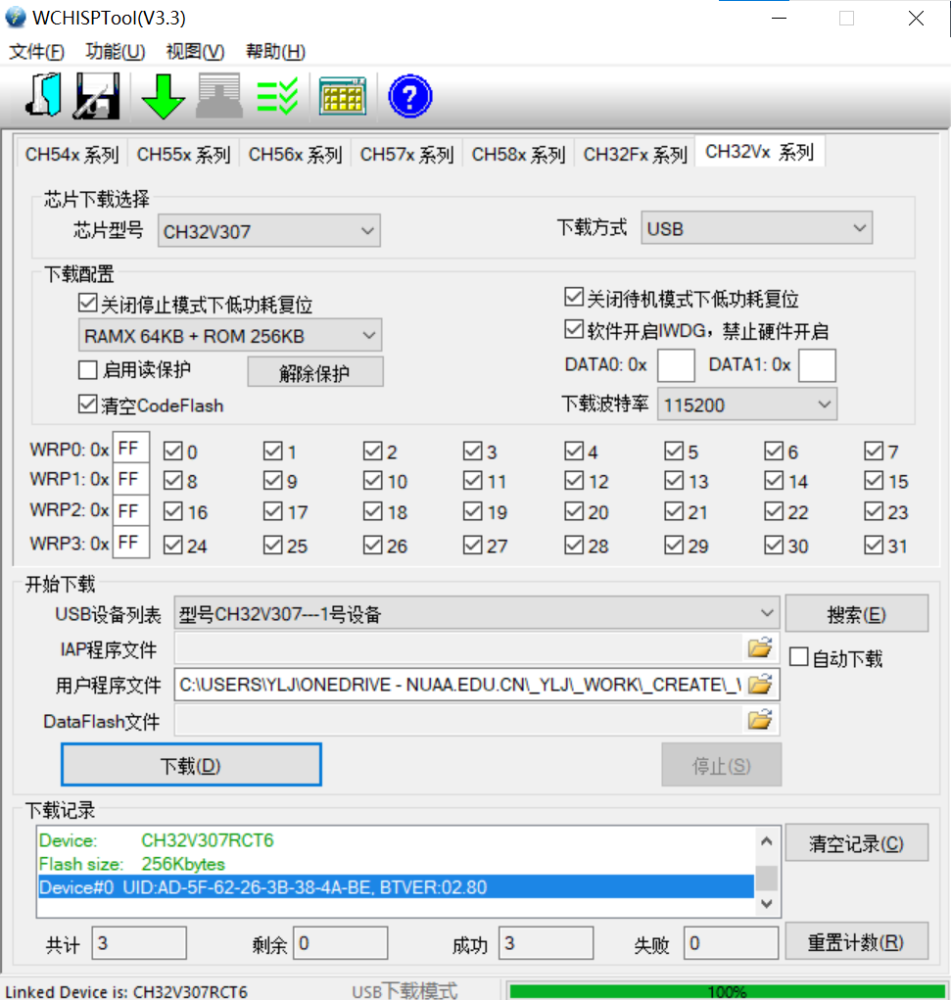 WCHISPTool(V3.3)
文件(F) 功能(U) 视图(V) 帮助(H)
CH54x 系列 CH55x 系列 CH56x 系列 CH57x 系列 CH58x 系列 CH32Fx 系列 CH32Vx 系列
芯片下载选择
芯片型号 CH32V307 下载方式 USB
下载配置
关闭停止模式下低功耗复位 关闭待机模式下低功耗复位
RAMX 64KB + ROM 256KB 软件开启IWDG，禁止硬件开启
启用读保护 解除保护 DATA0: 0x DATA1: 0x
清空CodeFlash 下载波特率 115200
WRP0: 0x FF 0 1 2 3 4 5 6 7
WRP1: 0x FF 8 9 10 11 12 13 14 15
WRP2: 0x FF 16 17 18 19 20 21 22 23
WRP3: 0x FF 24 25 26 27 28 29 30 31
开始下载
USB设备列表 型号CH32V307---1号设备 搜索(E)
IAP程序文件 自动下载
用户程序文件 C:\USERS\YLJ\ONEDRIVE - NUAA.EDU.CN\_YLJ\_WORK\_CREATE\_
DataFlash文件
下载(D) 停止(S)
下载记录
Device: CH32V307RCT6 清空记录(C)
Flash size: 256Kbytes
Device#0 UID:AD-5F-62-26-3B-38-4A-BE, BTVER:02.80
共计 3 剩余 0 成功 3 失败 0 重置计数(R)
Linked Device is: CH32V307RCT6 USB下载模式 100%